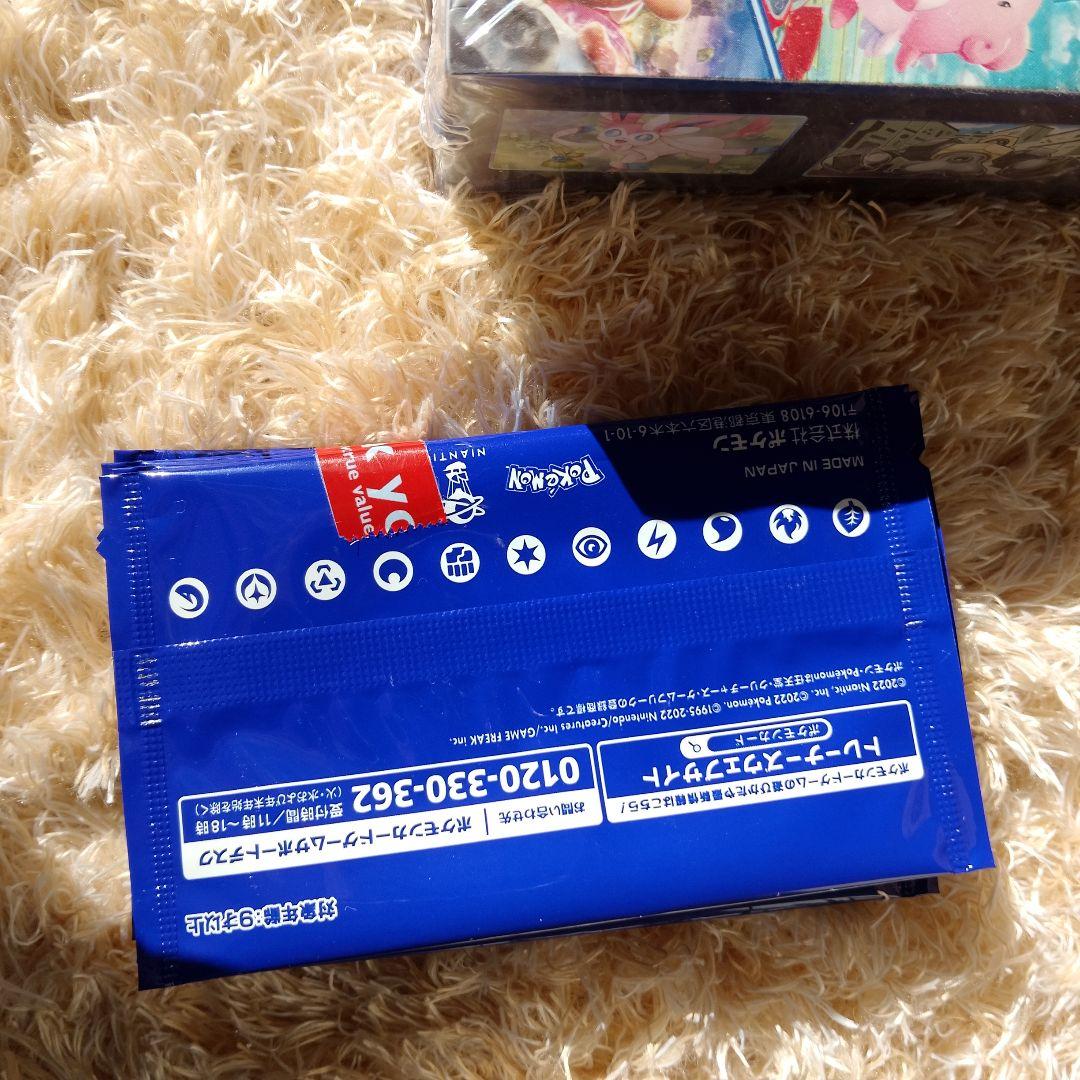 対象年齢:9才以上
ポケモンカードゲームサポートデスク
お問い合わせ先
0120-330-362
受付時間/11時~18時
(火・水および年末年始を除く)
ポケモンカードゲームの遊びかたや最新情報はこちら!
トレーナーズウェブサイト
ポケモンカード
©2022 Pokémon. ©1995-2022 Nintendo/Creatures Inc./GAME FREAK inc.
©2022 Niantic, Inc.
ポケモン・Pokémonは任天堂・クリーチャーズ・ゲームフリークの登録商標です。
MADE IN JAPAN
株式会社 ポケモン
〒106-6108 東京都港区六本木6-10-1
POKéMON
NIANTI
K YO
true value